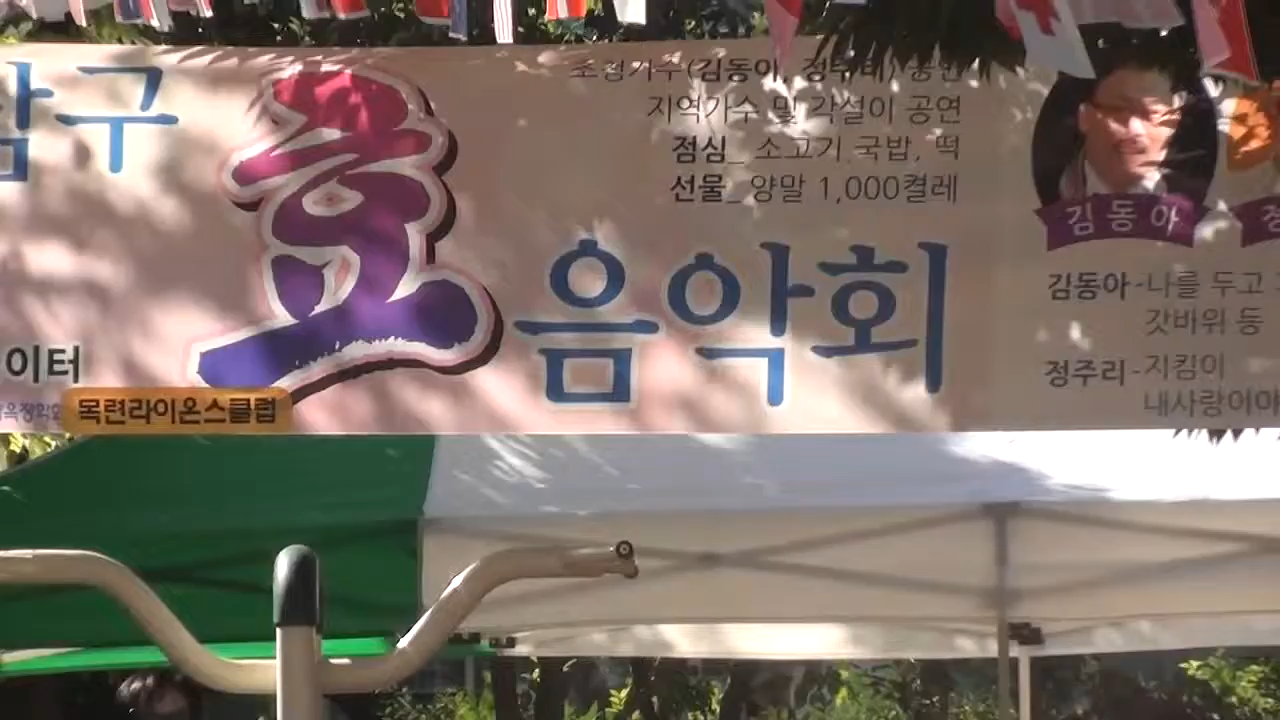 남구
효
음악회
초청가수(김동아, 정주리) 공연
지역가수 및 각설이 공연
점심_ 소고기 국밥, 떡
선물_ 양말 1,000켤레
김동아
김동아-나를 두고
갓바위 등
정주리-지킴이
내사랑이여
이터
목련라이온스클럽